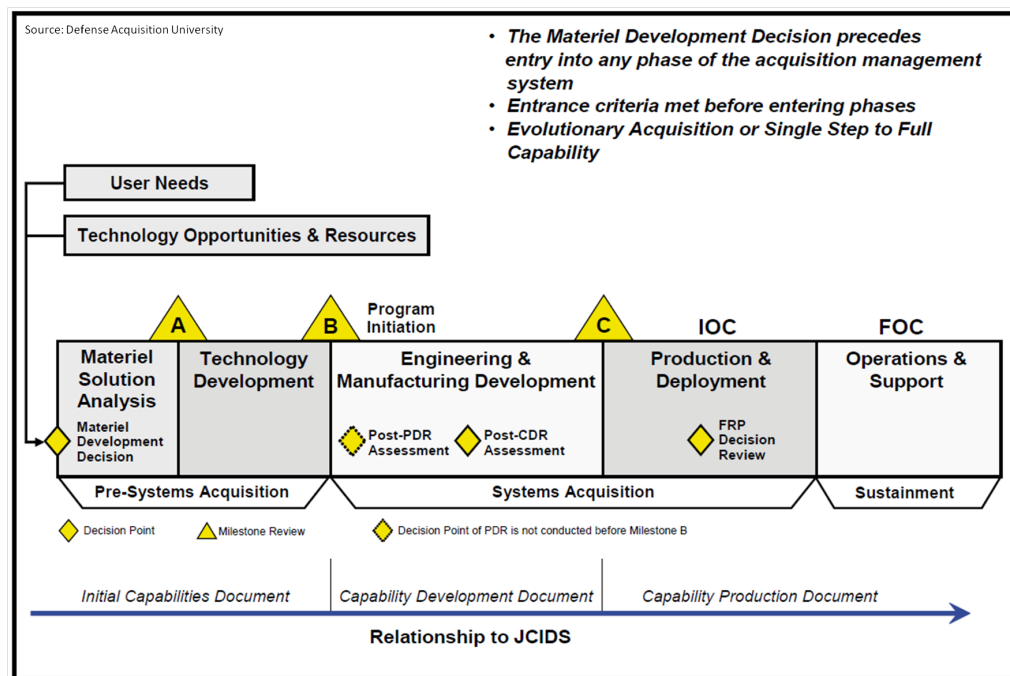 Source: Defense Acquisition University
• The Materiel Development Decision precedes
entry into any phase of the acquisition management
system
• Entrance criteria met before entering phases
• Evolutionary Acquisition or Single Step to Full
Capability
User Needs
Technology Opportunities & Resources
A
B
Program
Initiation
C
IOC
FOC
Materiel
Solution
Analysis
Materiel
Development
Decision
Technology
Development
Engineering &
Manufacturing Development
Post-PDR
Assessment
Post-CDR
Assessment
Production &
Deployment
FRP
Decision
Review
Operations &
Support
Pre-Systems Acquisition
Systems Acquisition
Sustainment
Decision Point
Milestone Review
Decision Point of PDR is not conducted before Milestone B
Initial Capabilities Document
Capability Development Document
Capability Production Document
Relationship to JCIDS